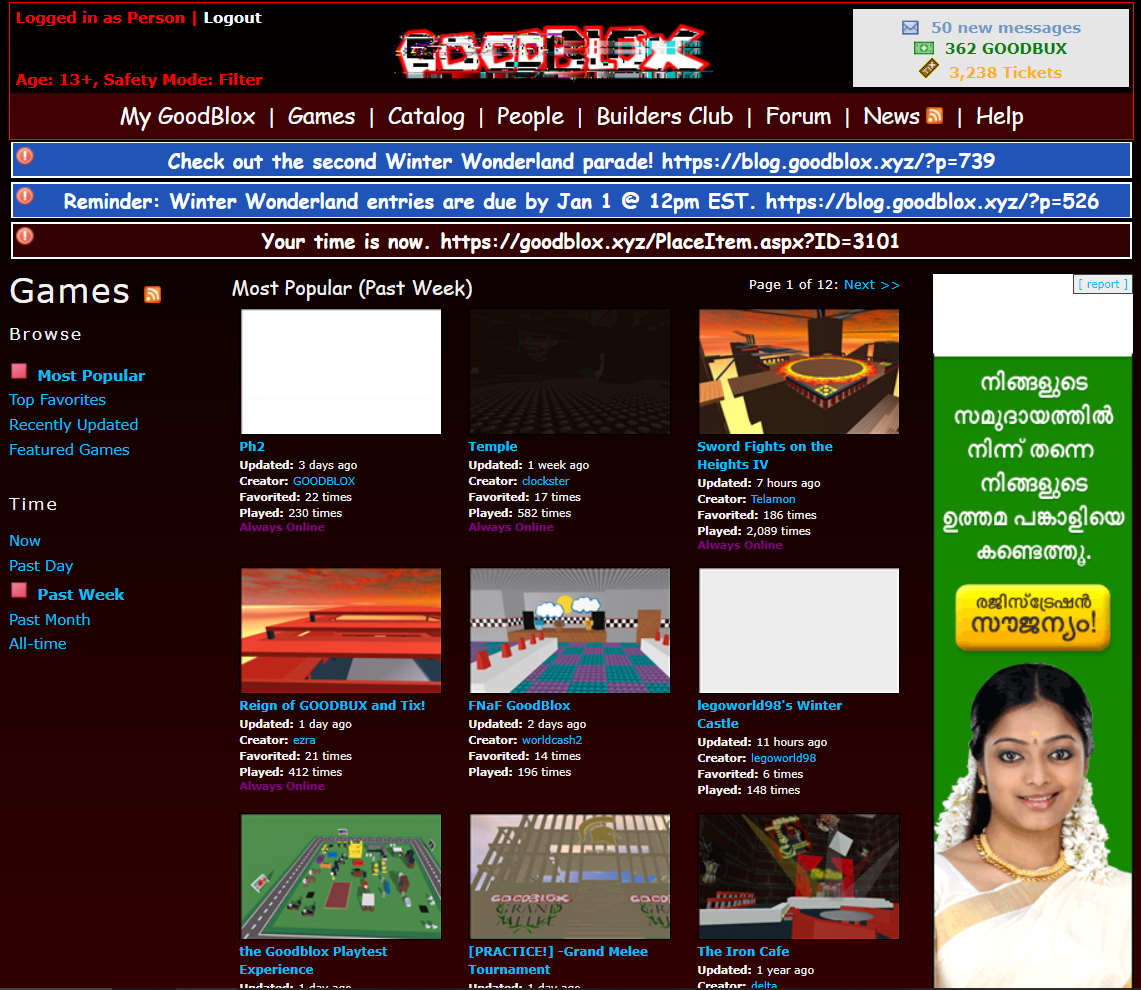 Logged in as Person | Logout
GOODBLOX
50 new messages
362 GOODBUX
3,238 Tickets
Age: 13+, Safety Mode: Filter
My GoodBlox | Games | Catalog | People | Builders Club | Forum | News | Help
Check out the second Winter Wonderland parade! https://blog.goodblox.xyz/?p=739
Reminder: Winter Wonderland entries are due by Jan 1 @ 12pm EST. https://blog.goodblox.xyz/?p=526
Your time is now. https://goodblox.xyz/PlaceItem.aspx?ID=3101
Games
Browse
Most Popular
Top Favorites
Recently Updated
Featured Games
Time
Now
Past Day
Past Week
Past Month
All-time
Most Popular (Past Week)
Page 1 of 12: Next >>
Ph2
Updated: 3 days ago
Creator: GOODBLOX
Favorited: 22 times
Played: 230 times
Always Online
Temple
Updated: 1 week ago
Creator: clockster
Favorited: 17 times
Played: 582 times
Always Online
Sword Fights on the
Heights IV
Updated: 7 hours ago
Creator: Telamon
Favorited: 186 times
Played: 2,089 times
Always Online
Reign of GOODBUX and Tix!
Updated: 1 day ago
Creator: ezra
Favorited: 21 times
Played: 412 times
Always Online
FNaF GoodBlox
Updated: 2 days ago
Creator: worldcash2
Favorited: 14 times
Played: 196 times
legoworld98's Winter
Castle
Updated: 11 hours ago
Creator: legoworld98
Favorited: 6 times
Played: 148 times
the Goodblox Playtest
Experience
Updated: 1 day ago
GOODBLOX
GRAND
MELEE
[PRACTICE!] -Grand Melee
Tournament
Updated: 1 day ago
The Iron Cafe
Updated: 1 year ago
Creator: delta
[ report ]
നിങ്ങളുടെ
സമുദായത്തിൽ
നിന്ന് തന്നെ
നിങ്ങളുടെ
ഉത്തമ പങ്കാളിയെ
കണ്ടെത്തൂ.
രജിസ്ട്രേഷൻ
സൗജന്യം!